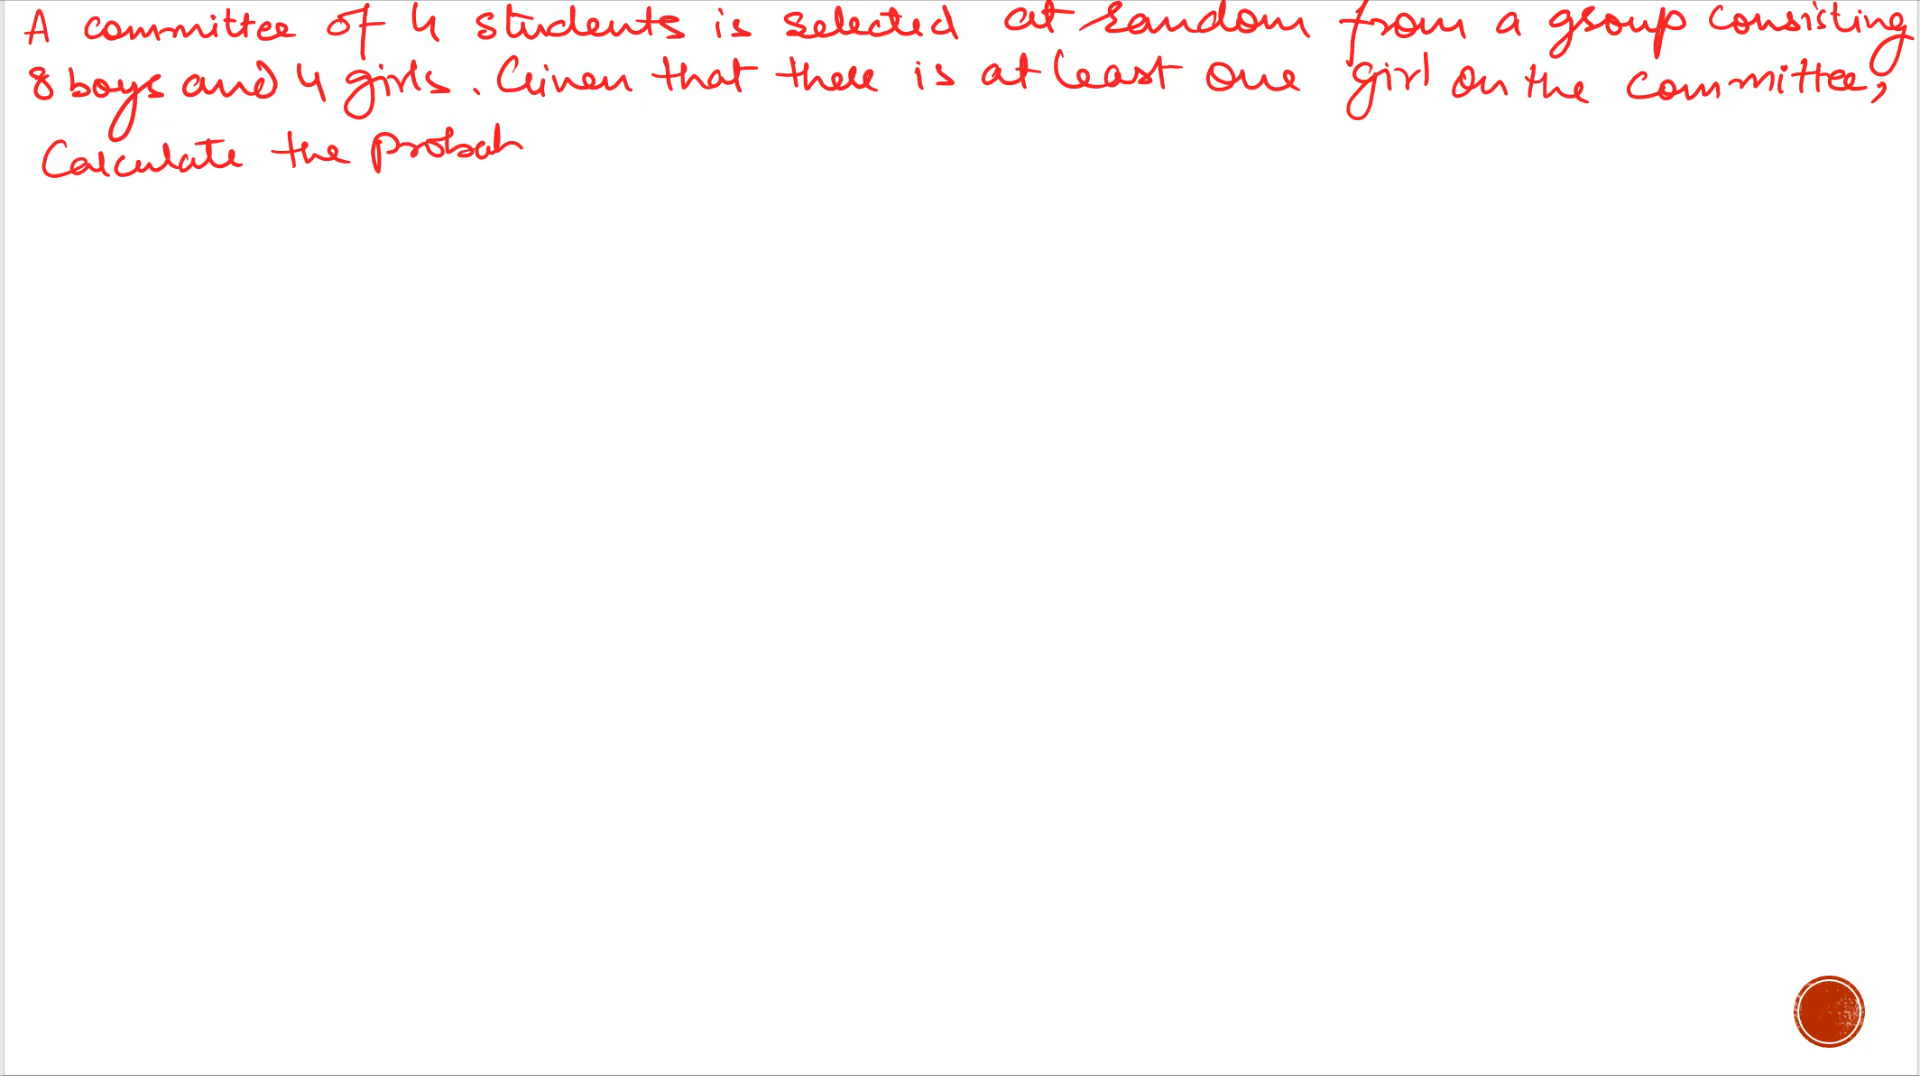 A committee of 4 students is selected at random from a group consisting
8 boys and 4 girls. Given that there is at least one girl on the committee,
Calculate the probab